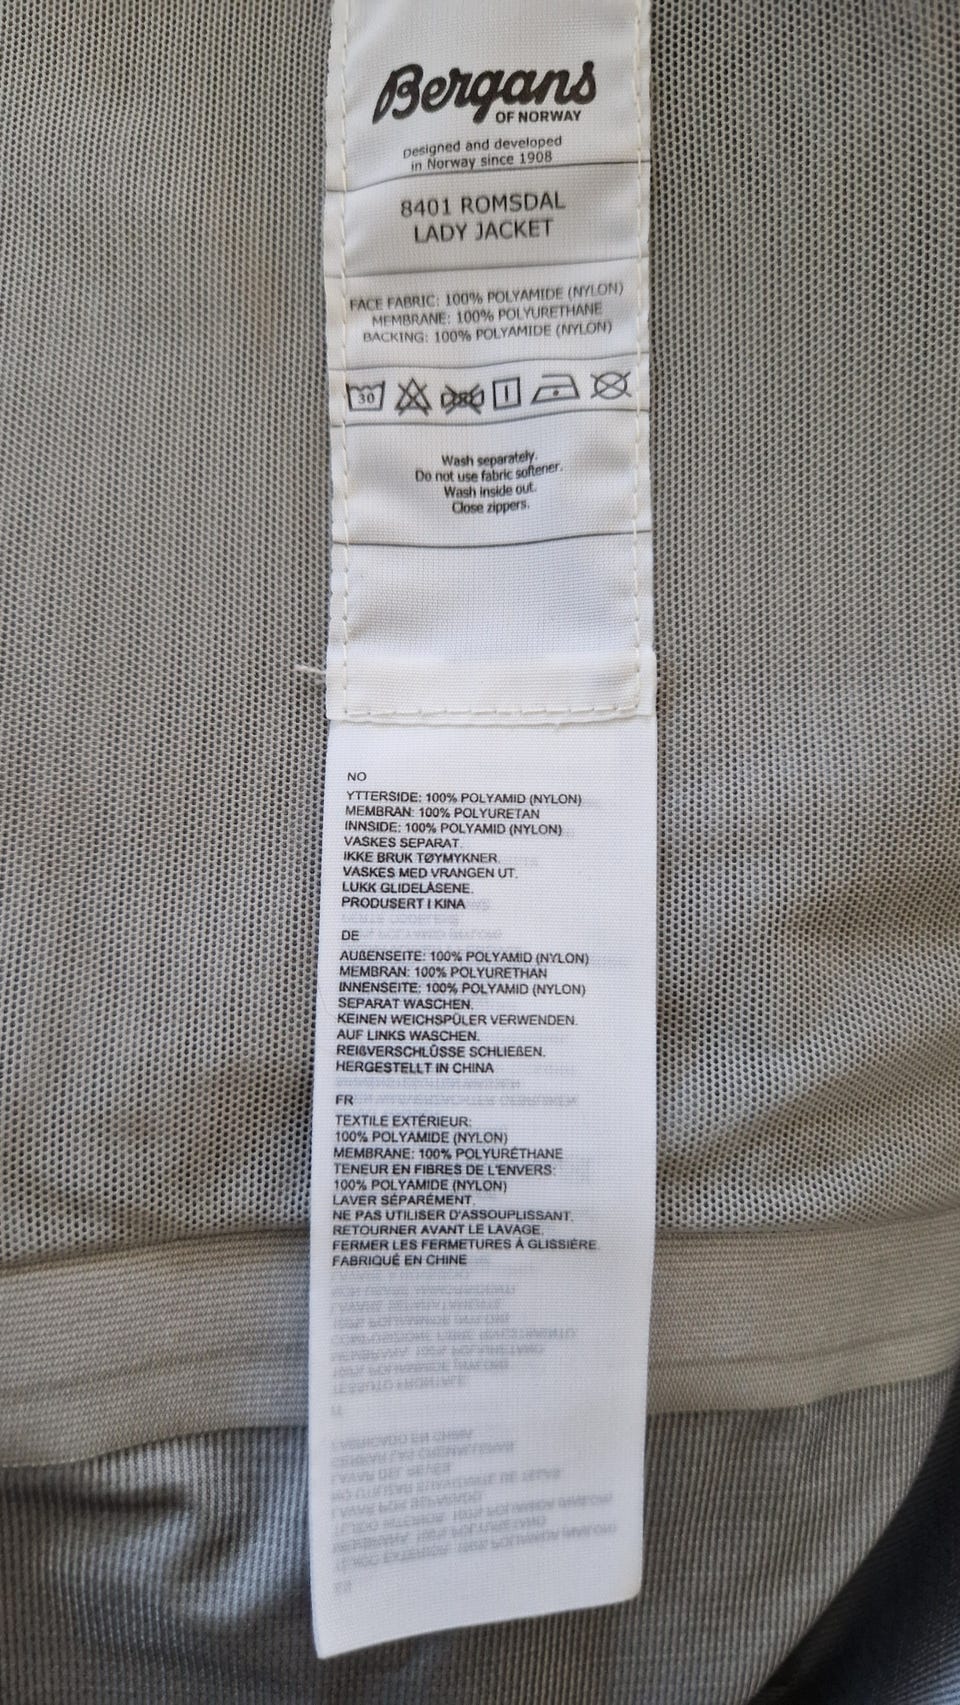 Bergans
OF NORWAY
Designed and developed
in Norway since 1908
8401 ROMSDAL
LADY JACKET
FACE FABRIC: 100% POLYAMIDE (NYLON)
MEMBRANE: 100% POLYURETHANE
BACKING: 100% POLYAMIDE (NYLON)
30
Wash separately.
Do not use fabric softener.
Wash inside out.
Close zippers.
NO
YTTERSIDE: 100% POLYAMID (NYLON)
MEMBRAN: 100% POLYURETAN
INNSIDE: 100% POLYAMID (NYLON)
VASKES SEPARAT.
IKKE BRUK TØYMYKNER.
VASKES MED VRANGEN UT.
LUKK GLIDELÅSENE.
PRODUSERT I KINA
DE
AUßENSEITE: 100% POLYAMID (NYLON)
MEMBRAN: 100% POLYURETHAN
INNENSEITE: 100% POLYAMID (NYLON)
SEPARAT WASCHEN.
KEINEN WEICHSPÜLER VERWENDEN.
AUF LINKS WASCHEN.
REIßVERSCHLÜSSE SCHLIEßEN.
HERGESTELLT IN CHINA
FR
TEXTILE EXTÉRIEUR:
100% POLYAMIDE (NYLON)
MEMBRANE: 100% POLYURÉTHANE
TENEUR EN FIBRES DE L'ENVERS:
100% POLYAMIDE (NYLON)
LAVER SÉPARÉMENT.
NE PAS UTILISER D'ASSOUPLISSANT.
RETOURNER AVANT LE LAVAGE.
FERMER LES FERMETURES À GLISSIÈRE.
FABRIQUÉ EN CHINE